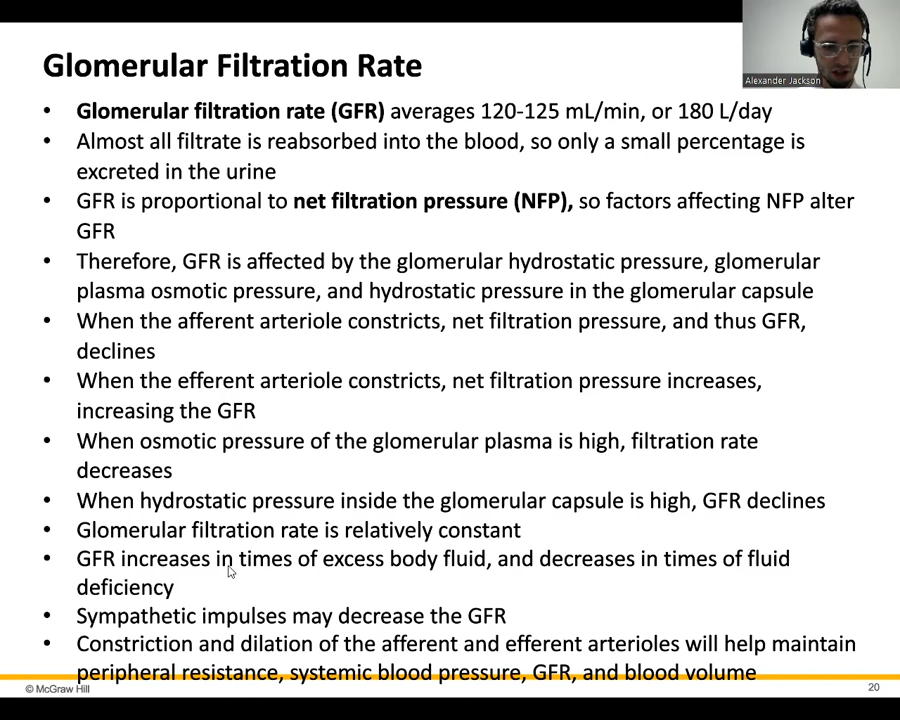 Glomerular Filtration Rate
Alexander Jackson
• Glomerular filtration rate (GFR) averages 120-125 mL/min, or 180 L/day
• Almost all filtrate is reabsorbed into the blood, so only a small percentage is
excreted in the urine
• GFR is proportional to net filtration pressure (NFP), so factors affecting NFP alter
GFR
• Therefore, GFR is affected by the glomerular hydrostatic pressure, glomerular
plasma osmotic pressure, and hydrostatic pressure in the glomerular capsule
• When the afferent arteriole constricts, net filtration pressure, and thus GFR,
declines
• When the efferent arteriole constricts, net filtration pressure increases,
increasing the GFR
• When osmotic pressure of the glomerular plasma is high, filtration rate
decreases
• When hydrostatic pressure inside the glomerular capsule is high, GFR declines
• Glomerular filtration rate is relatively constant
• GFR increases in times of excess body fluid, and decreases in times of fluid
deficiency
• Sympathetic impulses may decrease the GFR
• Constriction and dilation of the afferent and efferent arterioles will help maintain
peripheral resistance, systemic blood pressure, GFR, and blood volume
© McGraw Hill
20